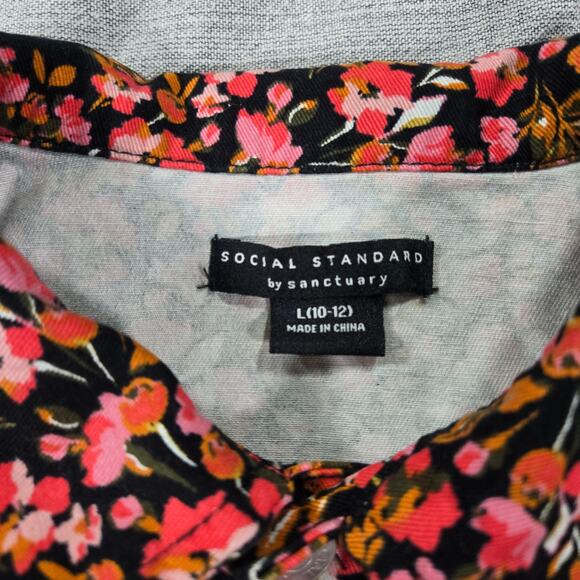 SOCIAL STANDARD
by sanctuary
L(10-12)
MADE IN CHINA